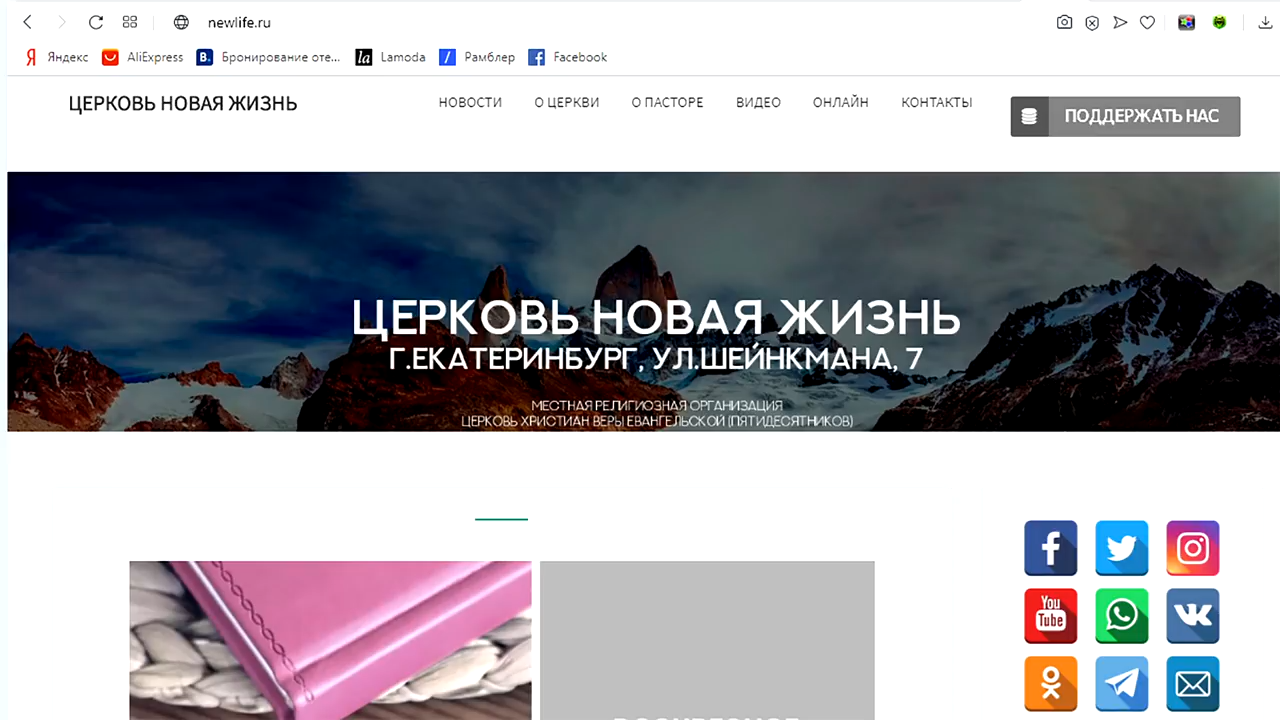 newlife.ru
Я Яндекс AliExpress B. Бронирование оте... la Lamoda Рамблер Facebook
ЦЕРКОВЬ НОВАЯ ЖИЗНЬ НОВОСТИ О ЦЕРКВИ О ПАСТОРЕ ВИДЕО ОНЛАЙН КОНТАКТЫ ПОДДЕРЖАТЬ НАС
ЦЕРКОВЬ НОВАЯ ЖИЗНЬ
Г.ЕКАТЕРИНБУРГ, УЛ.ШЕЙНКМАНА, 7
МЕСТНАЯ РЕЛИГИОЗНАЯ ОРГАНИЗАЦИЯ
ЦЕРКОВЬ ХРИСТИАН ВЕРЫ ЕВАНГЕЛЬСКОЙ (ПЯТИДЕСЯТНИКОВ)
You
Tube